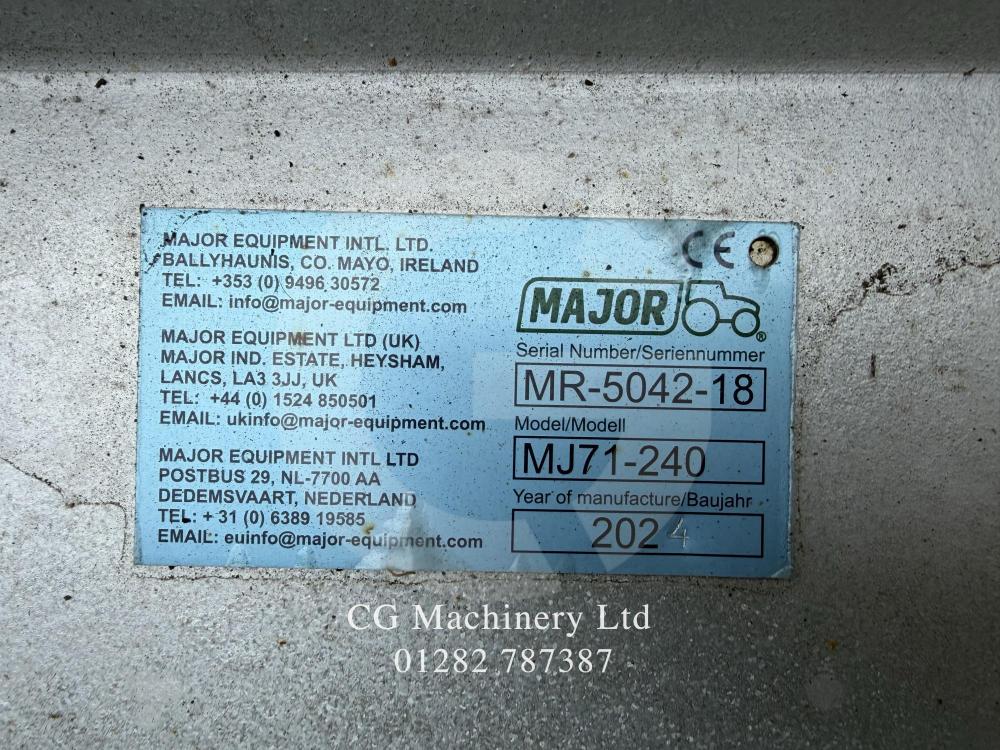 MAJOR EQUIPMENT INTL. LTD.
BALLYHAUNIS, CO. MAYO, IRELAND
TEL: +353 (0) 9496 30572
EMAIL: info@major-equipment.com
MAJOR EQUIPMENT LTD (UK)
MAJOR IND. ESTATE, HEYSHAM,
LANCS, LA3 3JJ, UK
TEL: +44 (0) 1524 850501
EMAIL: ukinfo@major-equipment.com
MAJOR EQUIPMENT INTL LTD
POSTBUS 29, NL-7700 AA
DEDEMSVAART, NEDERLAND
TEL: + 31 (0) 6389 19585
EMAIL: euinfo@major-equipment.com
CE
MAJOR
®
Serial Number/Seriennummer
MR-5042-18
Model/Modell
MJ71-240
Year of manufacture/Baujahr
2024
CG Machinery Ltd
01282 787387